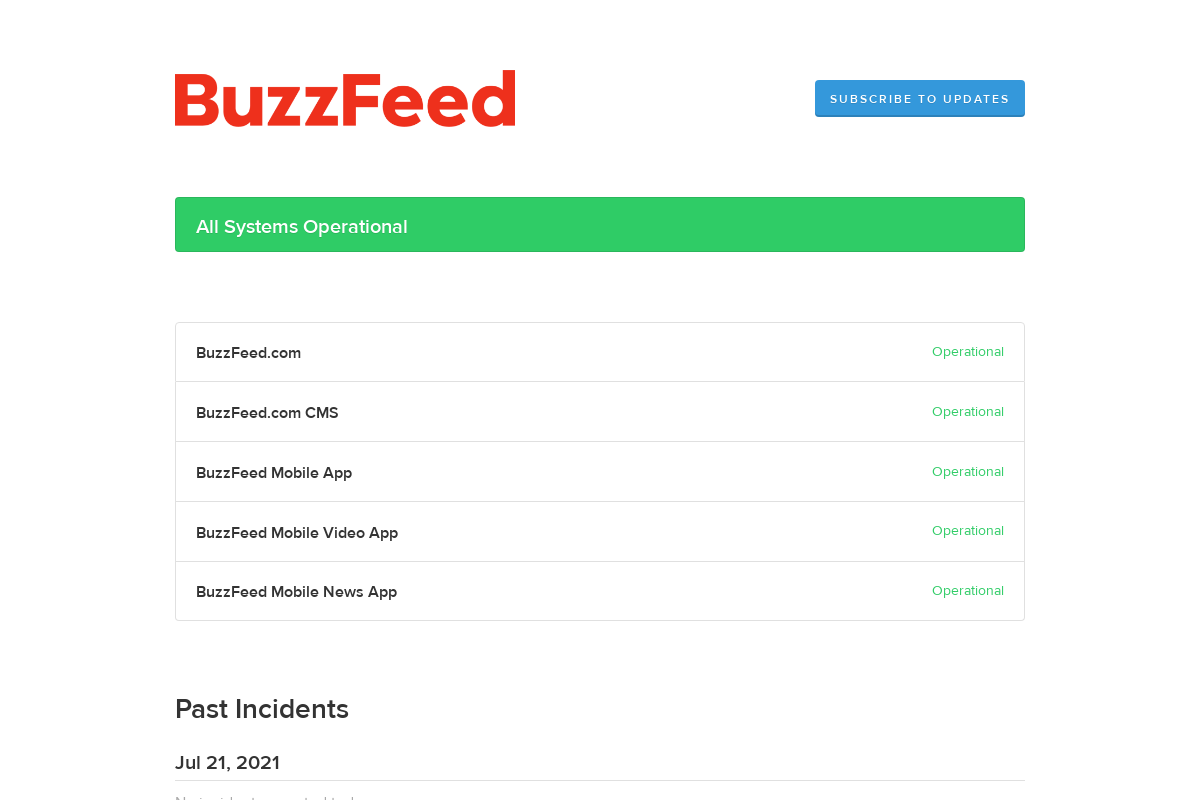 BuzzFeed
SUBSCRIBE TO UPDATES
All Systems Operational
BuzzFeed.com
Operational
BuzzFeed.com CMS
Operational
BuzzFeed Mobile App
Operational
BuzzFeed Mobile Video App
Operational
BuzzFeed Mobile News App
Operational
Past Incidents
Jul 21, 2021